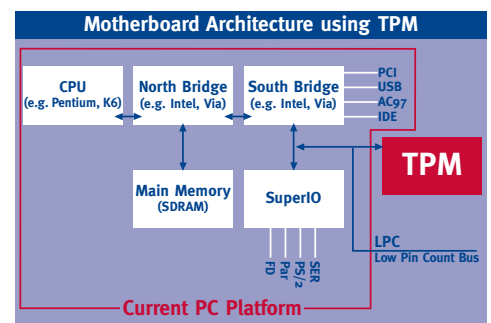 Motherboard Architecture using TPM
CPU
(e.g. Pentium, K6)
North Bridge
(e.g. Intel, Via)
South Bridge
(e.g. Intel, Via)
PCI
USB
AC97
IDE
TPM
Main Memory
(SDRAM)
SuperIO
FD
Par
PS/2
SER
LPC
Low Pin Count Bus
Current PC Platform